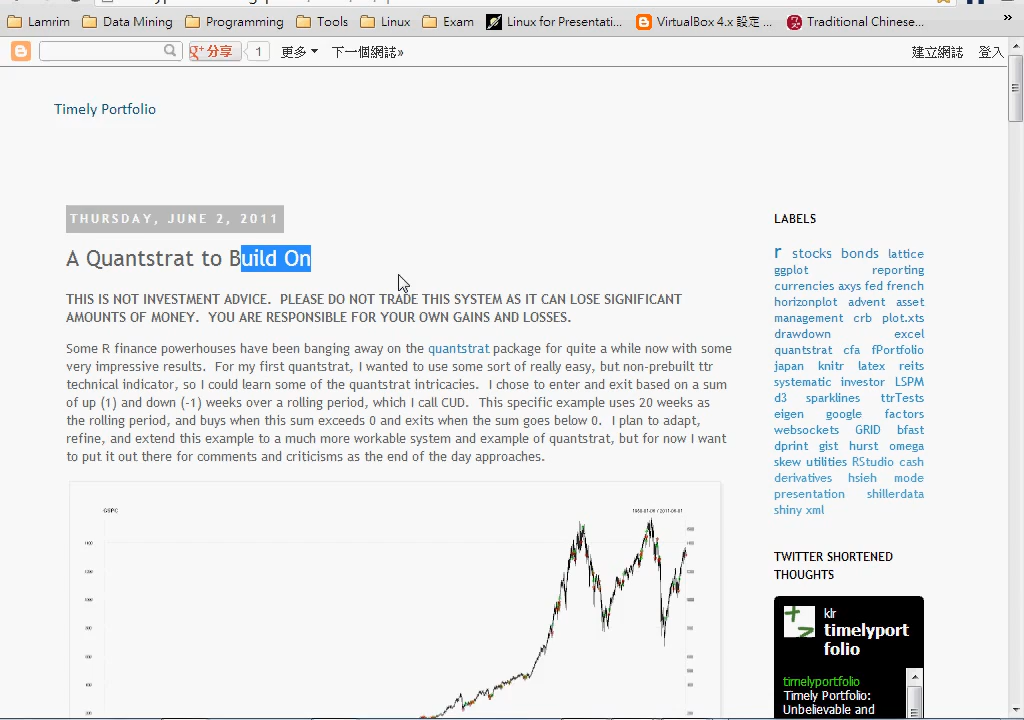 Lamrim Data Mining Programming Tools Linux Exam Linux for Presentati... VirtualBox 4.x 設定 ... Traditional Chinese... »
g+ 分享 1 更多 下一個網誌» 建立網誌 登入
Timely Portfolio
THURSDAY, JUNE 2, 2011
A Quantstrat to Build On
THIS IS NOT INVESTMENT ADVICE. PLEASE DO NOT TRADE THIS SYSTEM AS IT CAN LOSE SIGNIFICANT
AMOUNTS OF MONEY. YOU ARE RESPONSIBLE FOR YOUR OWN GAINS AND LOSSES.
Some R finance powerhouses have been banging away on the quantstrat package for quite a while now with some
very impressive results. For my first quantstrat, I wanted to use some sort of really easy, but non-prebuilt ttr
technical indicator, so I could learn some of the quantstrat intricacies. I chose to enter and exit based on a sum
of up (1) and down (-1) weeks over a rolling period, which I call CUD. This specific example uses 20 weeks as
the rolling period, and buys when this sum exceeds 0 and exits when the sum goes below 0. I plan to adapt,
refine, and extend this example to a much more workable system and example of quantstrat, but for now I want
to put it out there for comments and criticisms as the end of the day approaches.
GSPC
LABELS
r stocks bonds lattice
ggplot reporting
currencies axys fed french
horizonplot advent asset
management crb plot.xts
drawdown excel
quantstrat cfa fPortfolio
japan knitr latex reits
systematic investor LSPM
d3 sparklines ttrTests
eigen google factors
websockets GRID bfast
dprint gist hurst omega
skew utilities RStudio cash
derivatives hsieh mode
presentation shillerdata
shiny xml
TWITTER SHORTENED
THOUGHTS
klr
timelyport
folio
timelyportfolio
Timely Portfolio:
Unbelievable and